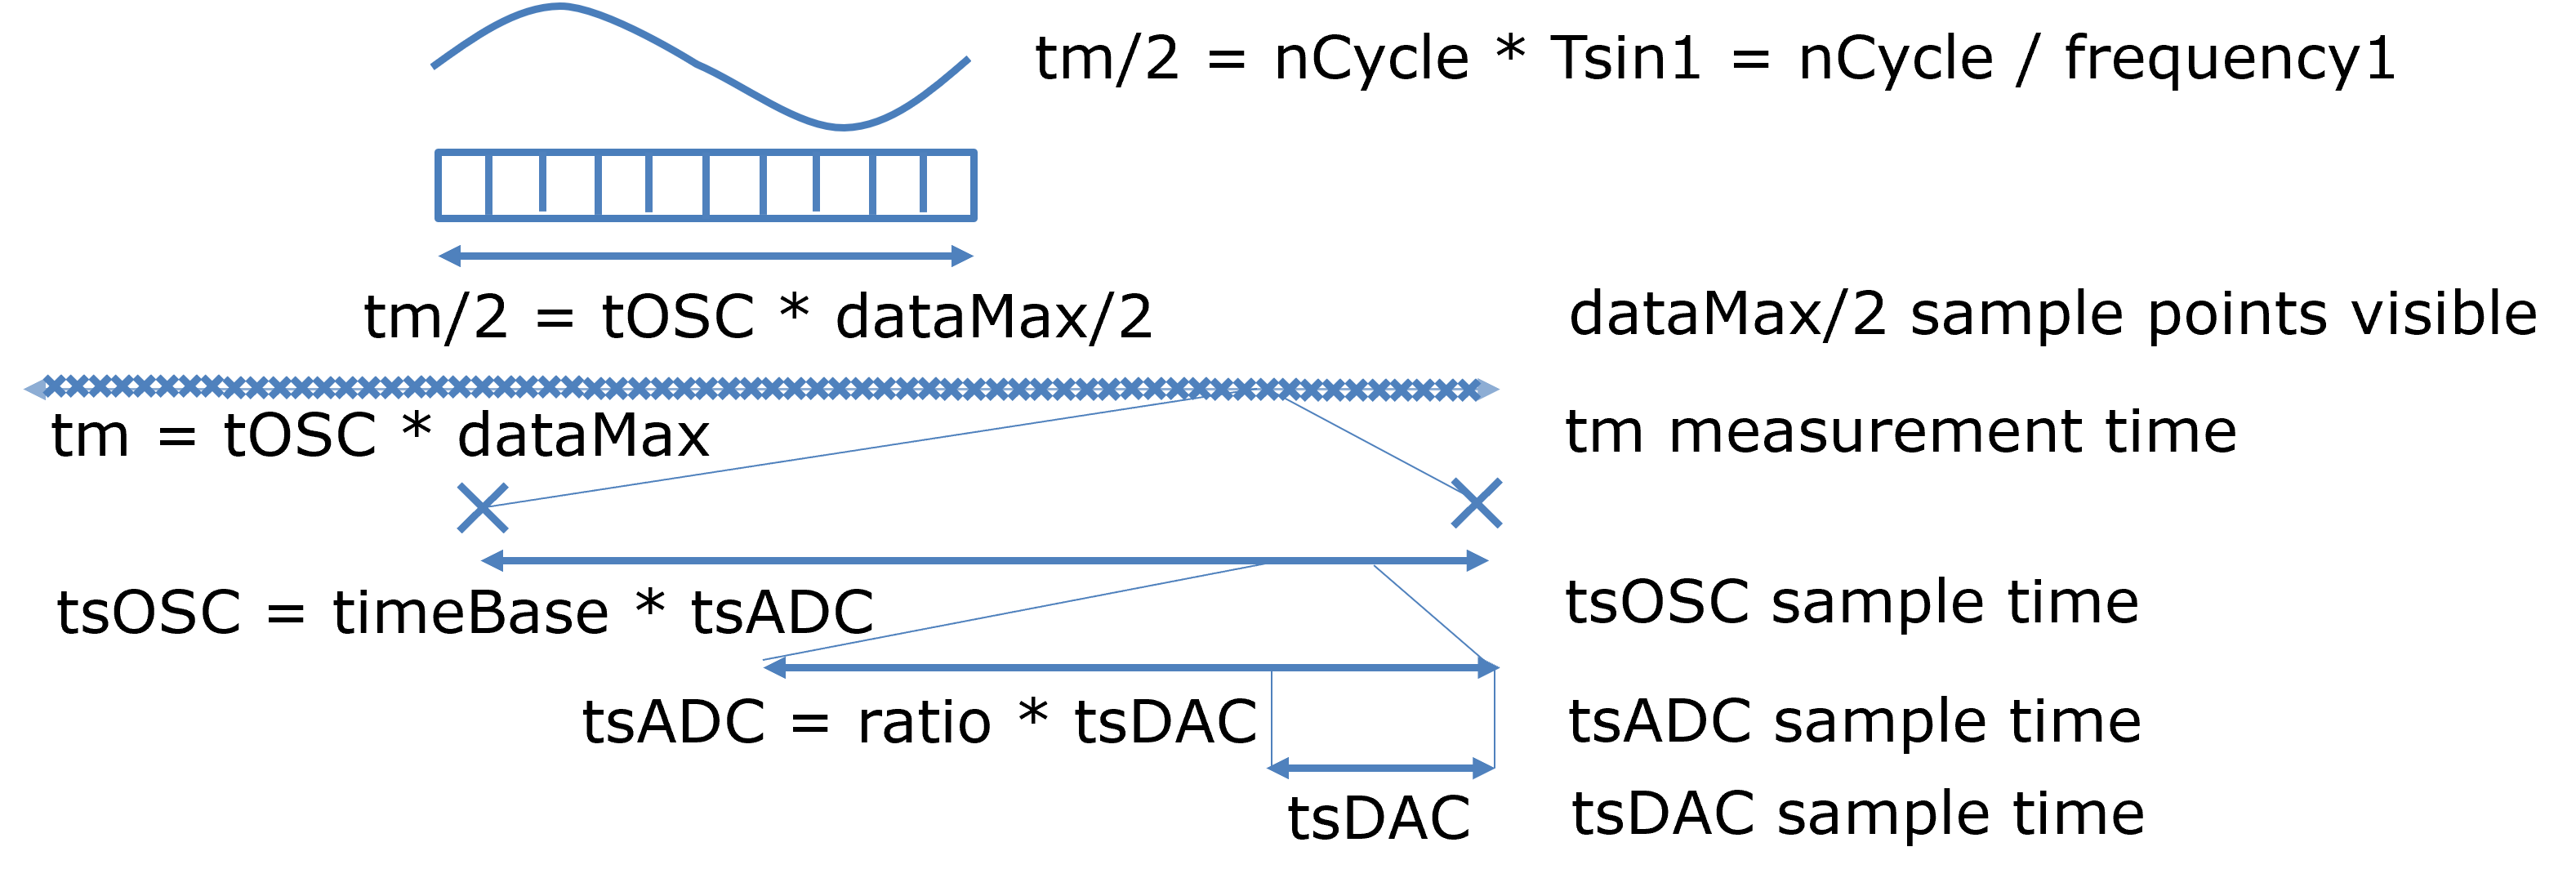 tm/2 = nCycle * Tsin1 = nCycle / frequency1
tm/2 = tOSC * dataMax/2
dataMax/2 sample points visible
tm = tOSC * dataMax
tm measurement time
tsOSC = timeBase * tsADC
tsOSC sample time
tsADC = ratio * tsDAC
tsADC sample time
tsDAC
tsDAC sample time